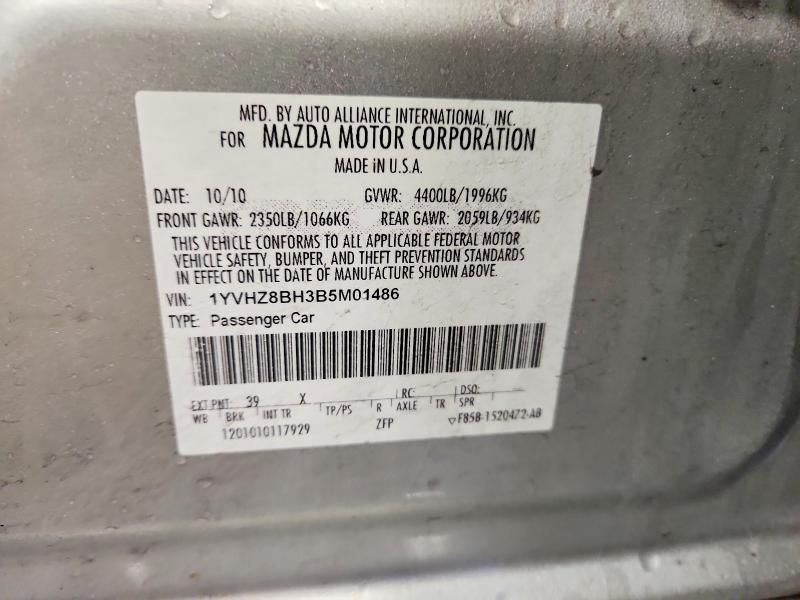 MFD. BY AUTO ALLIANCE INTERNATIONAL, INC.
FOR MAZDA MOTOR CORPORATION
MADE iN U.S.A.
DATE: 10/10 GVWR: 4400LB/1996KG
FRONT GAWR: 2350LB/1066KG REAR GAWR: 2059LB/934KG
THIS VEHICLE CONFORMS TO ALL APPLICABLE FEDERAL MOTOR
VEHICLE SAFETY, BUMPER, AND THEFT PREVENTION STANDARDS
IN EFFECT ON THE DATE OF MANUFACTURE SHOWN ABOVE.
VIN: 1YVHZ8BH3B5M01486
TYPE: Passenger Car
EXT PNT: 39 X RC: DSO:
WB BRK INT TR TP/PS R AXLE TR SPR
1201010117929 ZFP F85B-1520472-AB